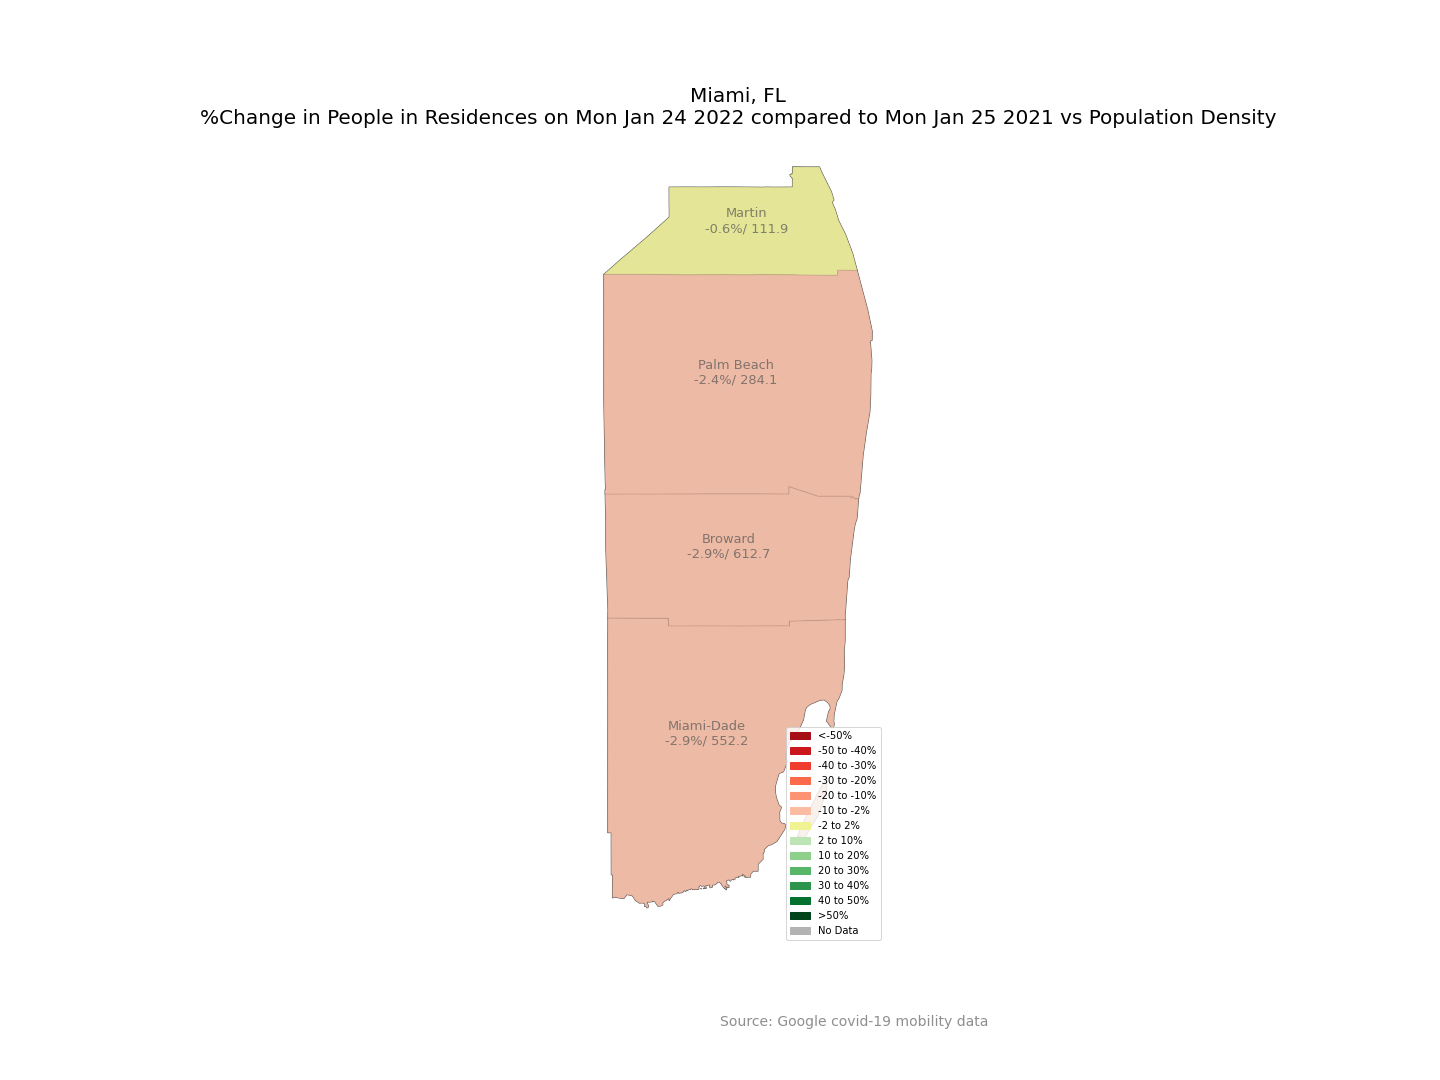 Miami, FL
%Change in People in Residences on Mon Jan 24 2022 compared to Mon Jan 25 2021 vs Population Density
Martin
-0.6%/ 111.9
Palm Beach
-2.4%/ 284.1
Broward
-2.9%/ 612.7
Miami-Dade
-2.9%/ 552.2
<-50%
-50 to -40%
-40 to -30%
-30 to -20%
-20 to -10%
-10 to -2%
-2 to 2%
2 to 10%
10 to 20%
20 to 30%
30 to 40%
40 to 50%
>50%
No Data
Source: Google covid-19 mobility data